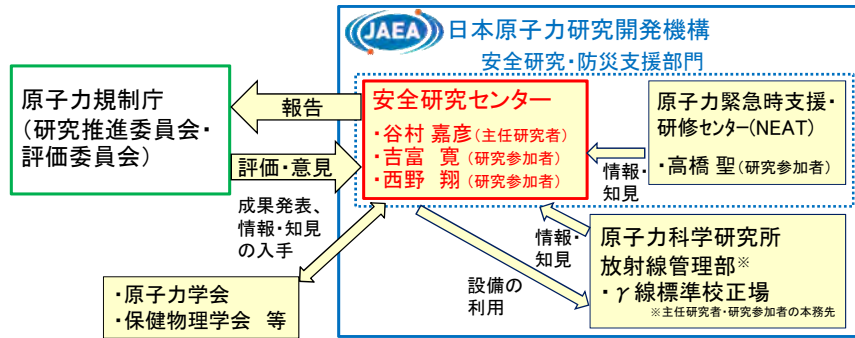 JAEA
日本原子力研究開発機構
安全研究・防災支援部門
原子力規制庁
(研究推進委員会・
評価委員会)
報告
評価・意見
安全研究センター
・谷村 嘉彦(主任研究者)
・吉富 寛(研究参加者)
・西野 翔(研究参加者)
原子力緊急時支援・
研修センター(NEAT)
・高橋 聖(研究参加者)
情報・
知見
成果発表、
情報・知見
の入手
・原子力学会
・保健物理学会 等
設備の
利用
情報・
知見
原子力科学研究所
放射線管理部※
・γ線標準校正場
※主任研究者・研究参加者の本務先